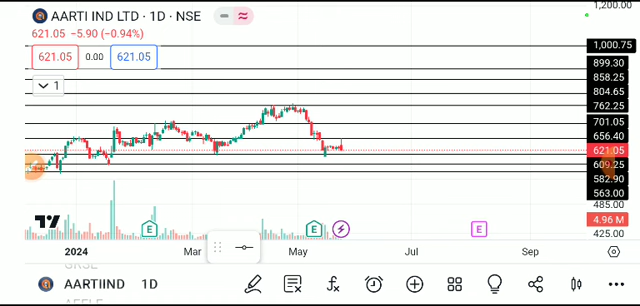 AARTI IND LTD · 1D · NSE
621.05 −5.90 (−0.94%)
621.05 0.00 621.05
1
1,200.00
1,000.75
899.30
858.25
804.65
762.25
701.05
656.40
621.05
609.25
582.90
563.00
485.00
4.96 M
425.00
E E E
2024 Mar May Jul Sep
AARTIIND 1D